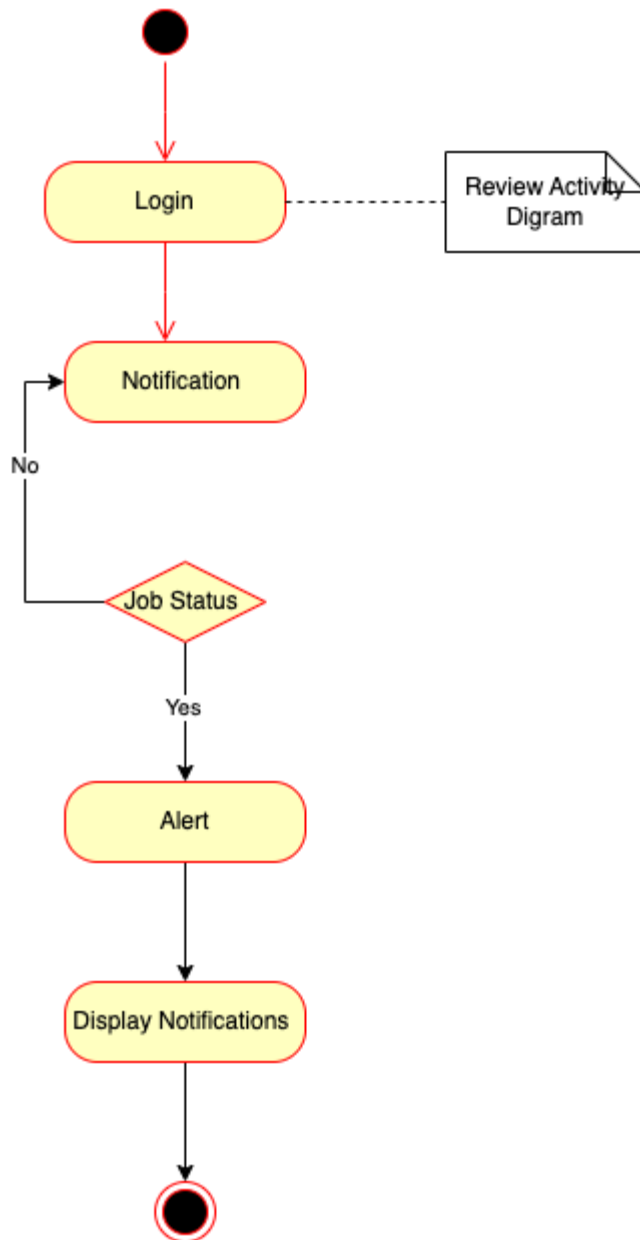 Login
Review Activity
Digram
Notification
No
Job Status
Yes
Alert
Display Notifications